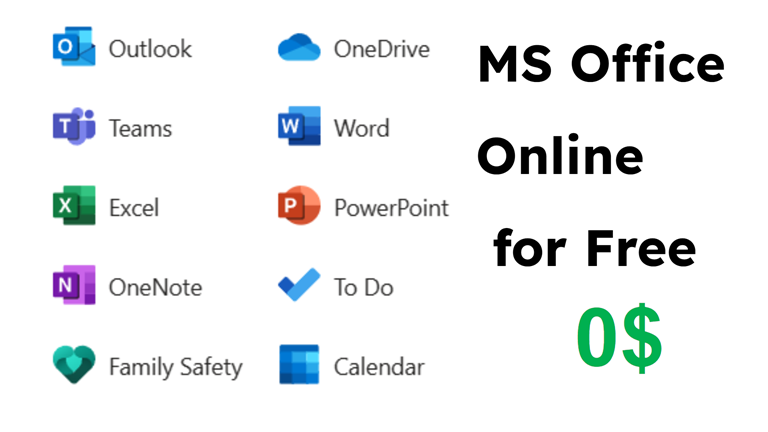 Outlook
OneDrive
Teams
Word
Excel
PowerPoint
OneNote
To Do
Family Safety
Calendar
MS Office
Online
for Free
0$